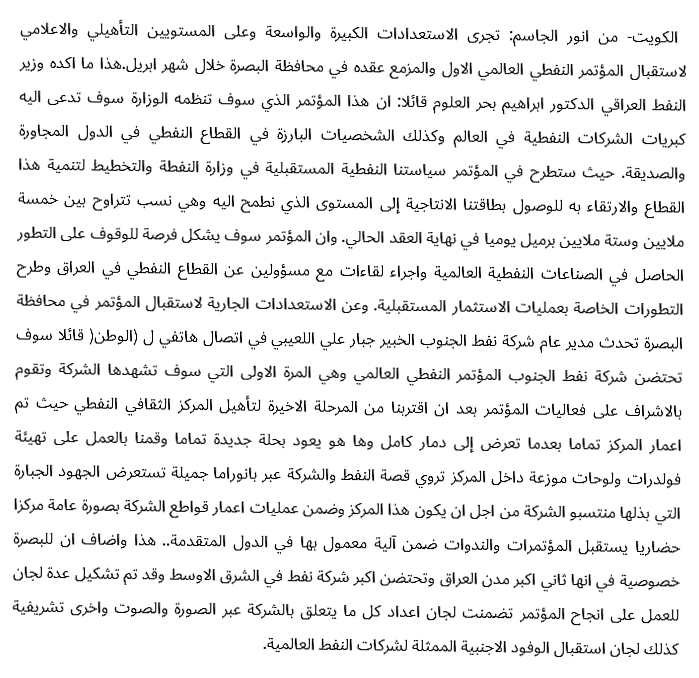 الكويت- من انور الجاسم: تجرى الاستعدادات الكبيرة والواسعة وعلى المستويين التأهيلي والاعلامي
لاستقبال المؤتمر النفطي العالمي الاول والمزمع عقده في محافظة البصرة خلال شهر ابريل.هذا ما اكده وزير
النفط العراقي الدكتور ابراهيم بحر العلوم قائلا: ان هذا المؤتمر الذي سوف تنظمه الوزارة سوف تدعى اليه
كبريات الشركات النفطية في العالم وكذلك الشخصيات البارزة في القطاع النفطي في الدول المجاورة
والصديقة. حيث ستطرح في المؤتمر سياستنا النفطية المستقبلية في وزارة النفطة والتخطيط لتنمية هذا
القطاع والارتقاء به للوصول بطاقتنا الانتاجية إلى المستوى الذي نطمح اليه وهي نسب تتراوح بين خمسة
ملايين وستة ملايين برميل يوميا في نهاية العقد الحالي. وان المؤتمر سوف يشكل فرصة للوقوف على التطور
الحاصل في الصناعات النفطية العالمية واجراء لقاءات مع مسؤولين عن القطاع النفطي في العراق وطرح
التطورات الخاصة بعمليات الاستثمار المستقبلية. وعن الاستعدادات الجارية لاستقبال المؤتمر في محافظة
البصرة تحدث مدير عام شركة نفط الجنوب الخبير جبار علي اللعيبي في اتصال هاتفي ل (الوطن( قائلا سوف
تحتضن شركة نفط الجنوب المؤتمر النفطي العالمي وهي المرة الاولى التي سوف تشهدها الشركة وتقوم
بالاشراف على فعاليات المؤتمر بعد ان اقتربنا من المرحلة الاخيرة لتأهيل المركز الثقافي النفطي حيث تم
اعمار المركز تماما بعدما تعرض إلى دمار كامل وها هو يعود بحلة جديدة تماما وقمنا بالعمل على تهيئة
فولدرات ولوحات موزعة داخل المركز تروي قصة النفط والشركة عبر بانوراما جميلة تستعرض الجهود الجبارة
التي بذلها منتسبو الشركة من اجل ان يكون هذا المركز وضمن عمليات اعمار قواطع الشركة بصورة عامة مركزا
حضاريا يستقبل المؤتمرات والندوات ضمن آلية معمول بها في الدول المتقدمة.. هذا واضاف ان للبصرة
خصوصية في انها ثاني اكبر مدن العراق وتحتضن اكبر شركة نفط في الشرق الاوسط وقد تم تشكيل عدة لجان
للعمل على انجاح المؤتمر تضمنت لجان اعداد كل ما يتعلق بالشركة عبر الصورة والصوت واخرى تشريفية
كذلك لجان استقبال الوفود الاجنبية الممثلة لشركات النفط العالمية.